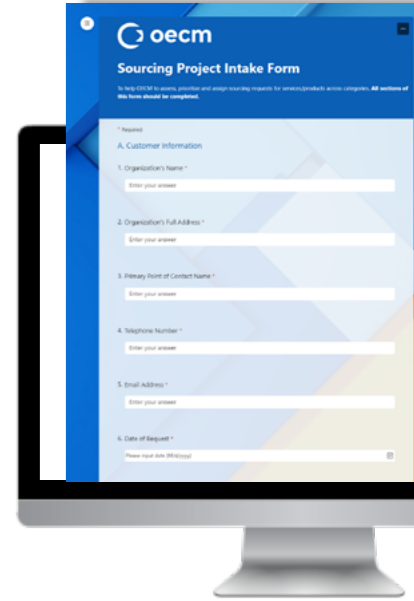 oecm
Sourcing Project Intake Form
To help OECM to assess, prioritize and assign sourcing requests for services/products across categories. All sections of
this form should be completed.
* Required
A. Customer Information
1. Organization's Name *
Enter your answer
2. Organization's Full Address *
Enter your answer
3. Primary Point of Contact Name *
Enter your answer
4. Telephone Number *
Enter your answer
5. Email Address *
Enter your answer
6. Date of Request *
Please input date (M/d/yyyy)